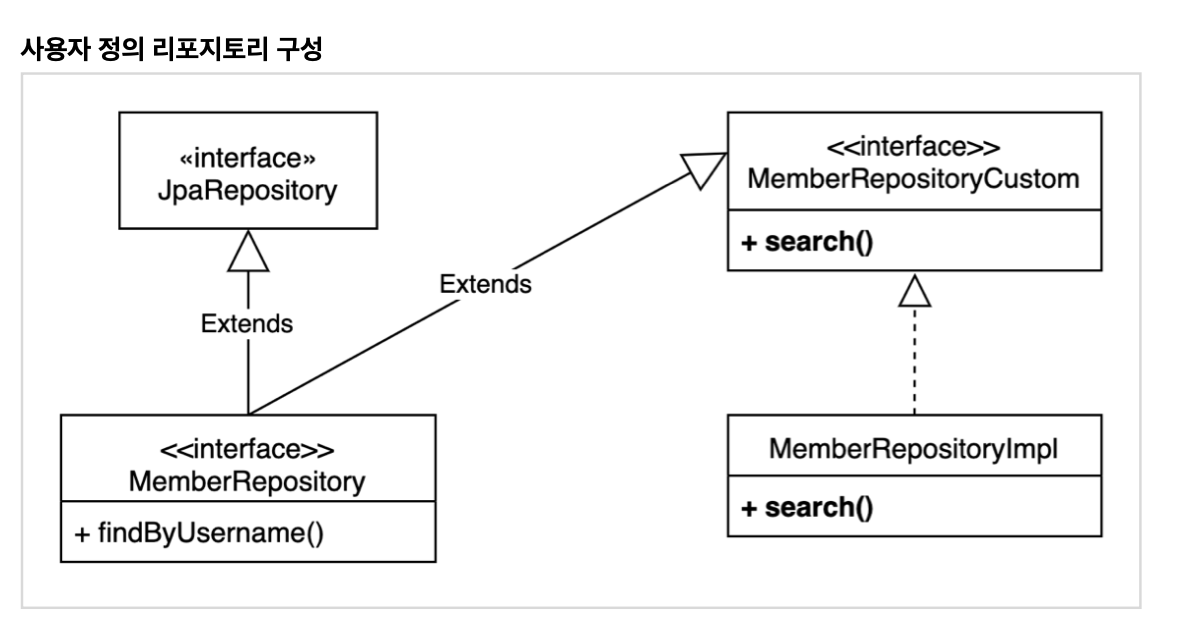 사용자 정의 리포지토리 구성
«interface»
JpaRepository
<<interface>>
MemberRepositoryCustom
+ search()
Extends
Extends
<<interface>>
MemberRepository
+ findByUsername()
MemberRepositoryImpl
+ search()